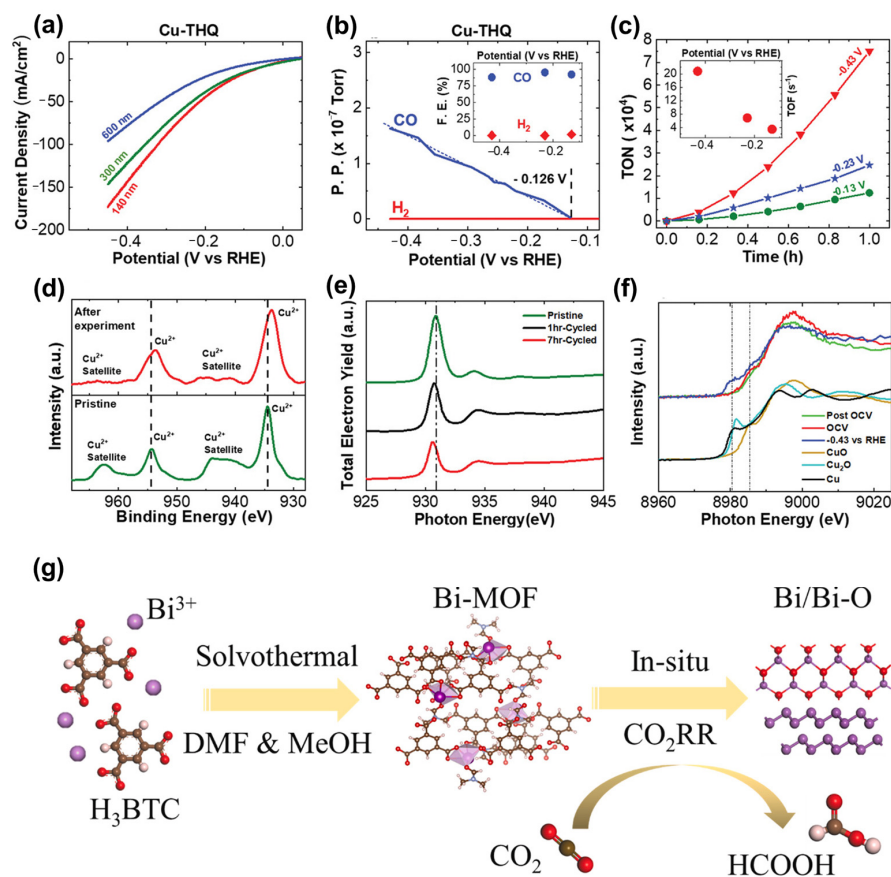 (a)
Cu-THQ
Current Density (mA/cm²)
0
−50
−100
−150
−200
600 nm
300 nm
140 nm
−0.4
−0.2
0.0
Potential (V vs RHE)
(b)
Cu-THQ
P. P. (x 10⁻⁷ Torr)
3
2
1
0
Potential (V vs RHE)
F. E. (%)
100
75
50
25
0
CO
H₂
−0.4
−0.2
CO
- 0.126 V
H₂
−0.4
−0.3
−0.2
−0.1
Potential (V vs RHE)
(c)
TON ( x10⁴)
8
7
6
5
4
3
2
1
0
Potential (V vs RHE)
20
16
12
8
4
TOF (s⁻¹)
−0.4
−0.2
-0.43 V
-0.23 V
-0.13 V
0.0
0.2
0.4
0.6
0.8
1.0
Time (h)
(d)
Intensity (a.u.)
After
experiment
Cu²⁺
Satellite
Cu²⁺
Cu²⁺
Satellite
Cu²⁺
Pristine
Cu²⁺
Satellite
Cu²⁺
Cu²⁺
Satellite
Cu²⁺
960
950
940
930
Binding Energy (eV)
(e)
Total Electron Yield (a.u.)
Pristine
1hr-Cycled
7hr-Cycled
925
930
935
940
945
Photon Energy(eV)
(f)
Intensity (a.u.)
Post OCV
OCV
-0.43 vs RHE
CuO
Cu₂O
Cu
8960
8980
9000
9020
Photon Energy (eV)
(g)
Bi³⁺
H₃BTC
Solvothermal
DMF & MeOH
Bi-MOF
In-situ
CO₂RR
Bi/Bi-O
CO₂
HCOOH